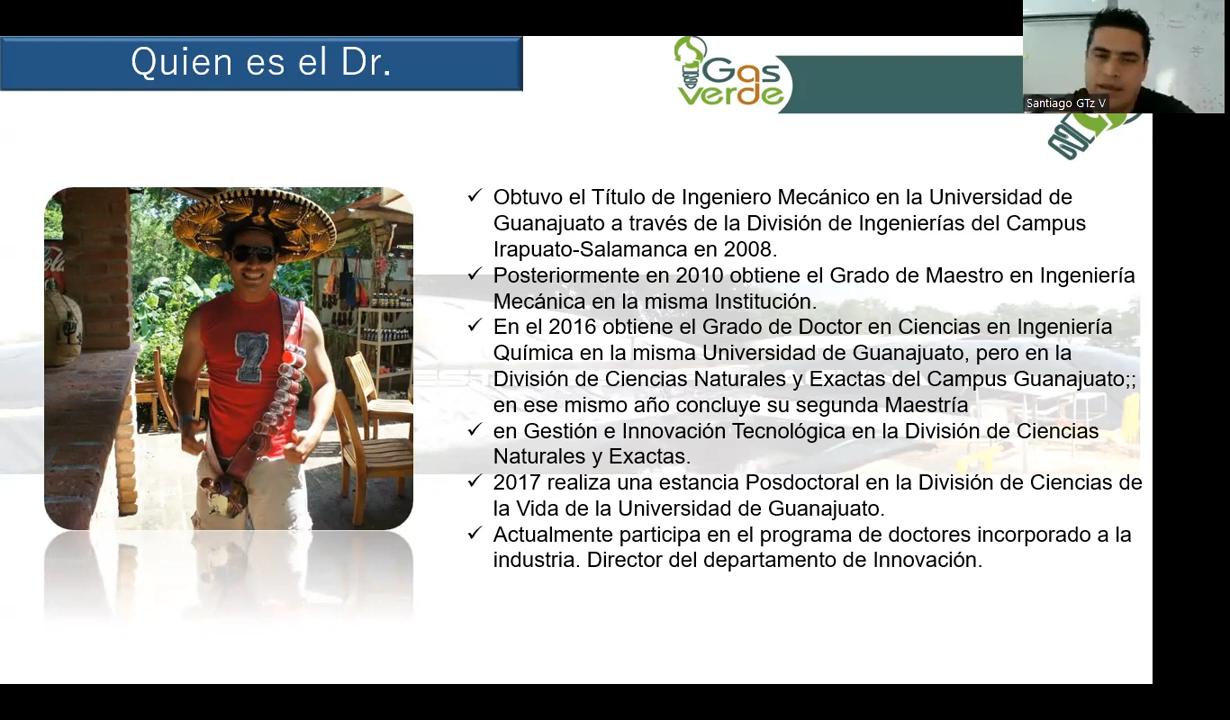 Quien es el Dr.
Gas
verde
Santiago GTz V
✓ Obtuvo el Título de Ingeniero Mecánico en la Universidad de
Guanajuato a través de la División de Ingenierías del Campus
Irapuato-Salamanca en 2008.
✓ Posteriormente en 2010 obtiene el Grado de Maestro en Ingeniería
Mecánica en la misma Institución.
✓ En el 2016 obtiene el Grado de Doctor en Ciencias en Ingeniería
Química en la misma Universidad de Guanajuato, pero en la
División de Ciencias Naturales y Exactas del Campus Guanajuato;;
en ese mismo año concluye su segunda Maestría
✓ en Gestión e Innovación Tecnológica en la División de Ciencias
Naturales y Exactas.
✓ 2017 realiza una estancia Posdoctoral en la División de Ciencias de
la Vida de la Universidad de Guanajuato.
✓ Actualmente participa en el programa de doctores incorporado a la
industria. Director del departamento de Innovación.
7